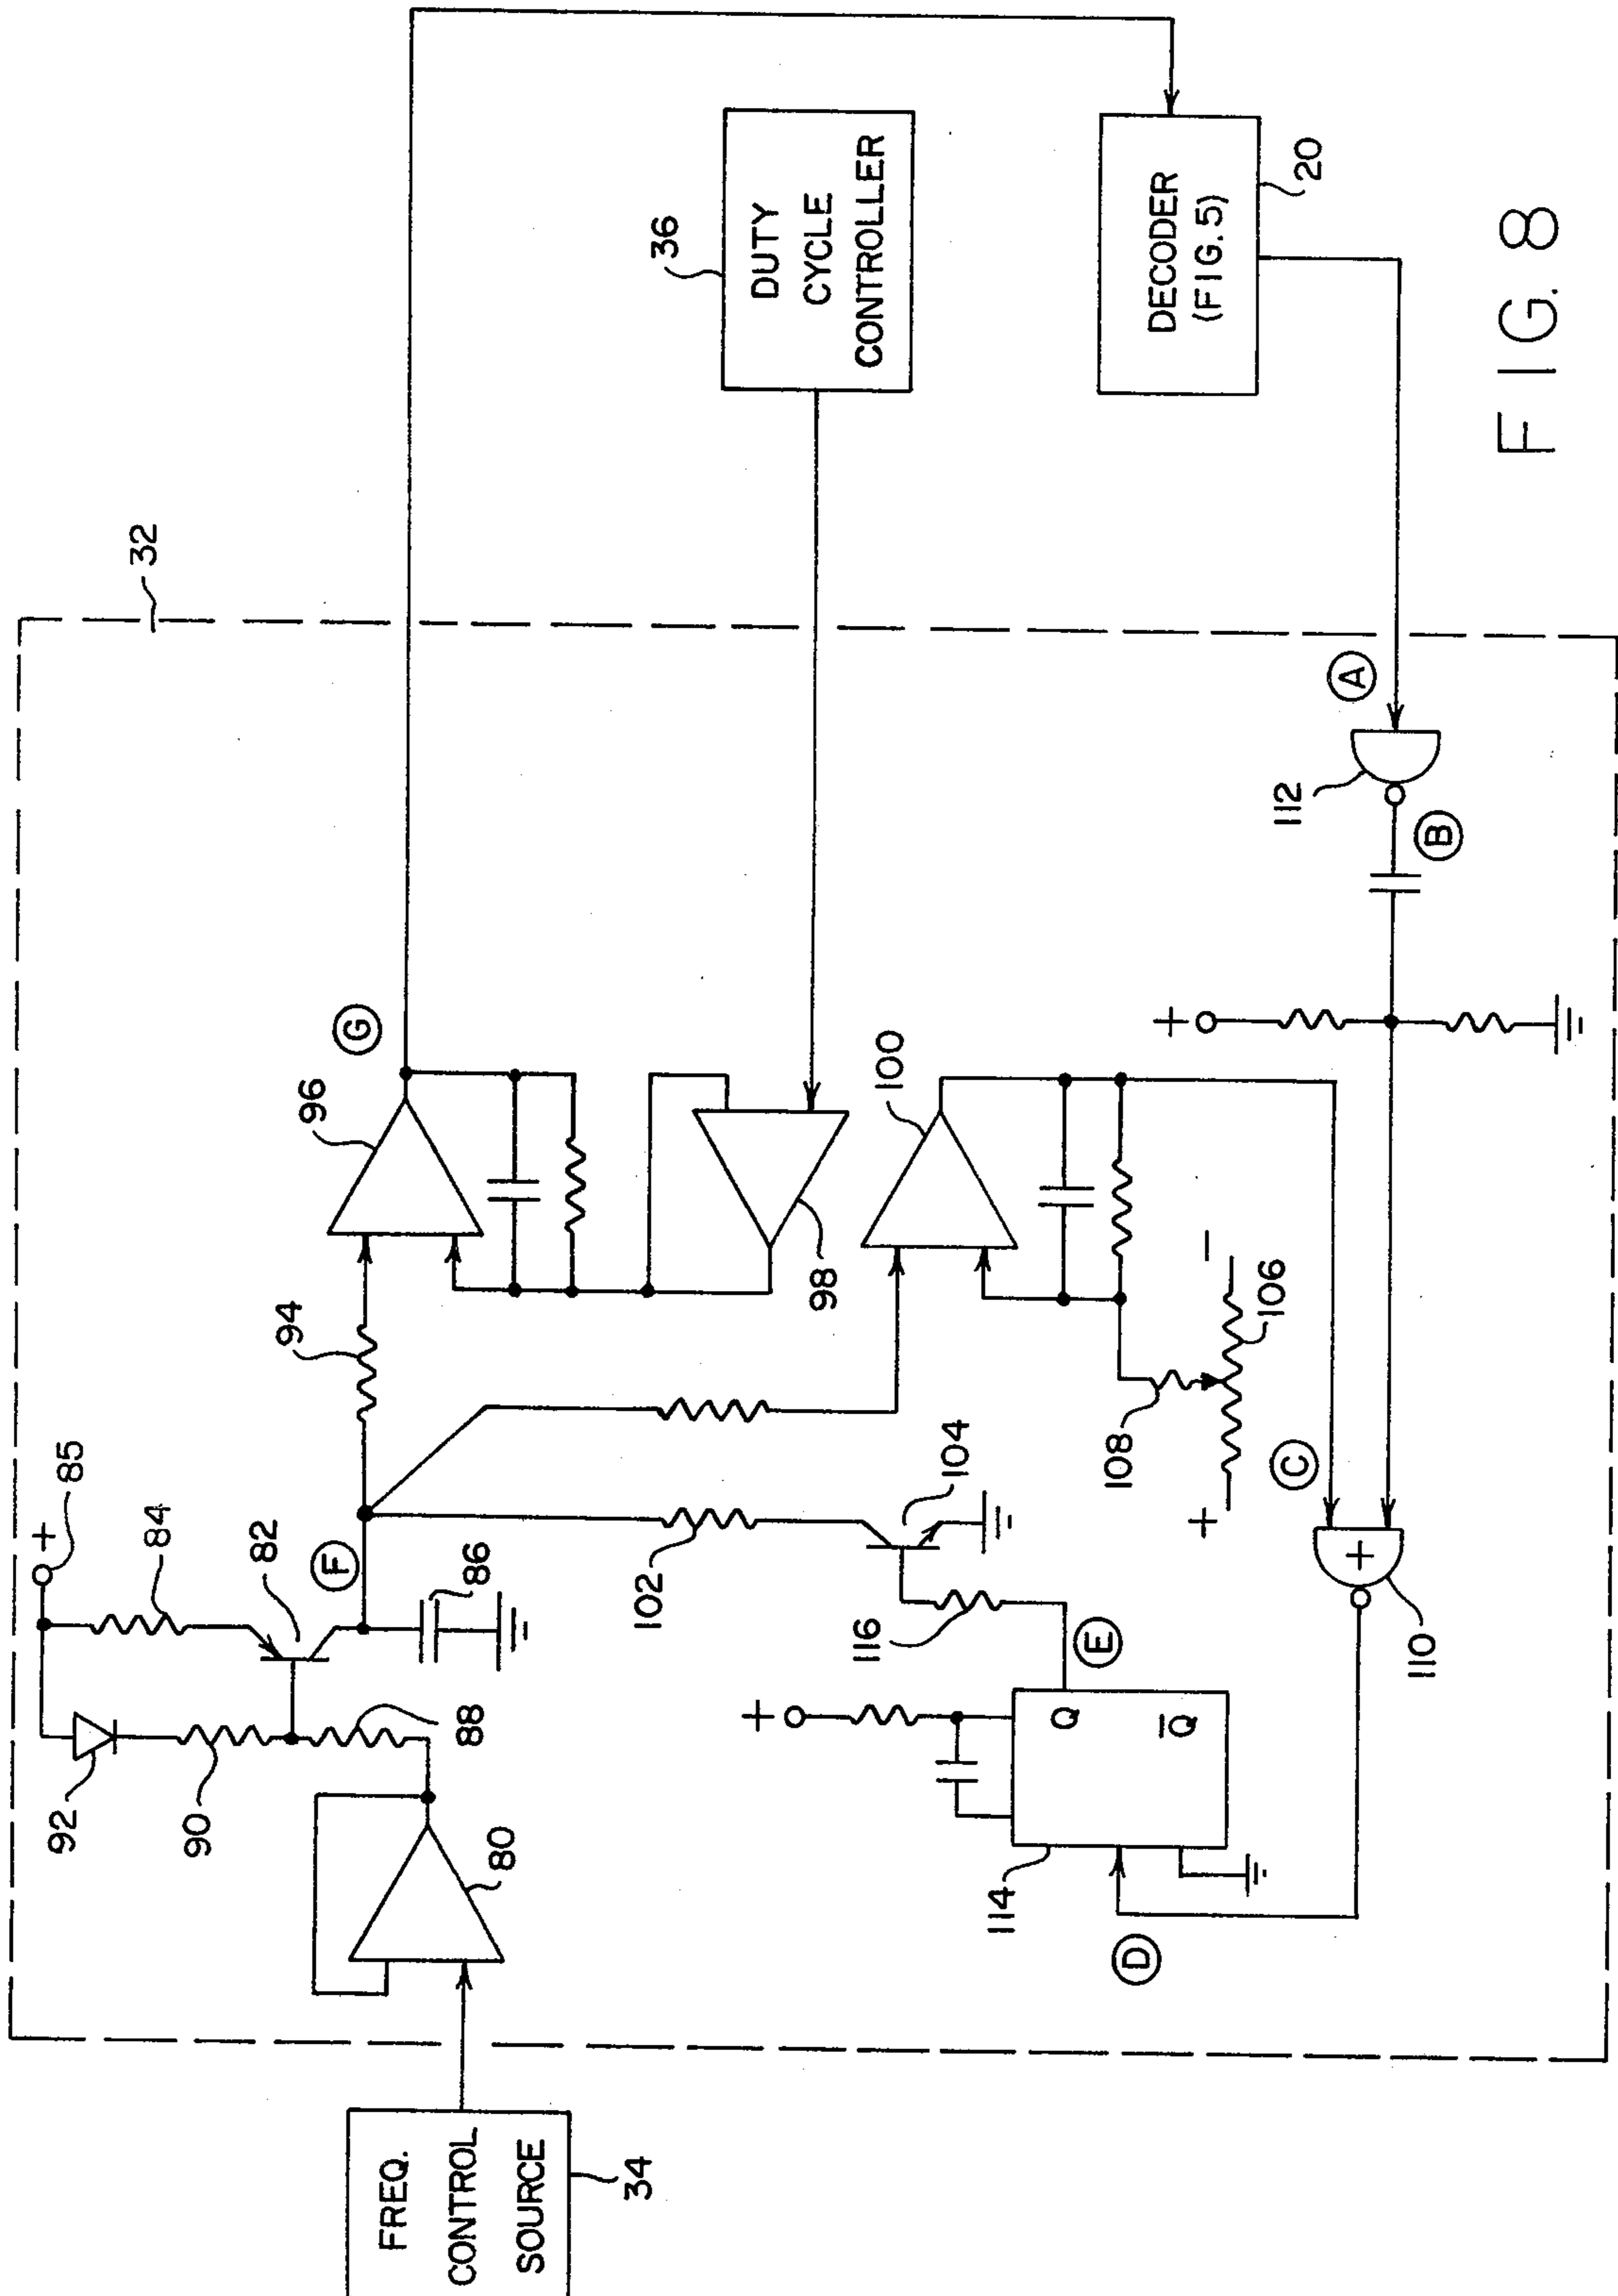 +
85
92
32
84
90
82
94
96
F
G
FREQ.
CONTROL
SOURCE
86
88
80
34
102
36
DUTY
CYCLE
CONTROLLER
+
98
116
100
104
114
Q
E
108
D
Q̄
+
+
−
DECODER
(FIG. 5)
106
112
C
20
A
+
110
B
FIG. 8